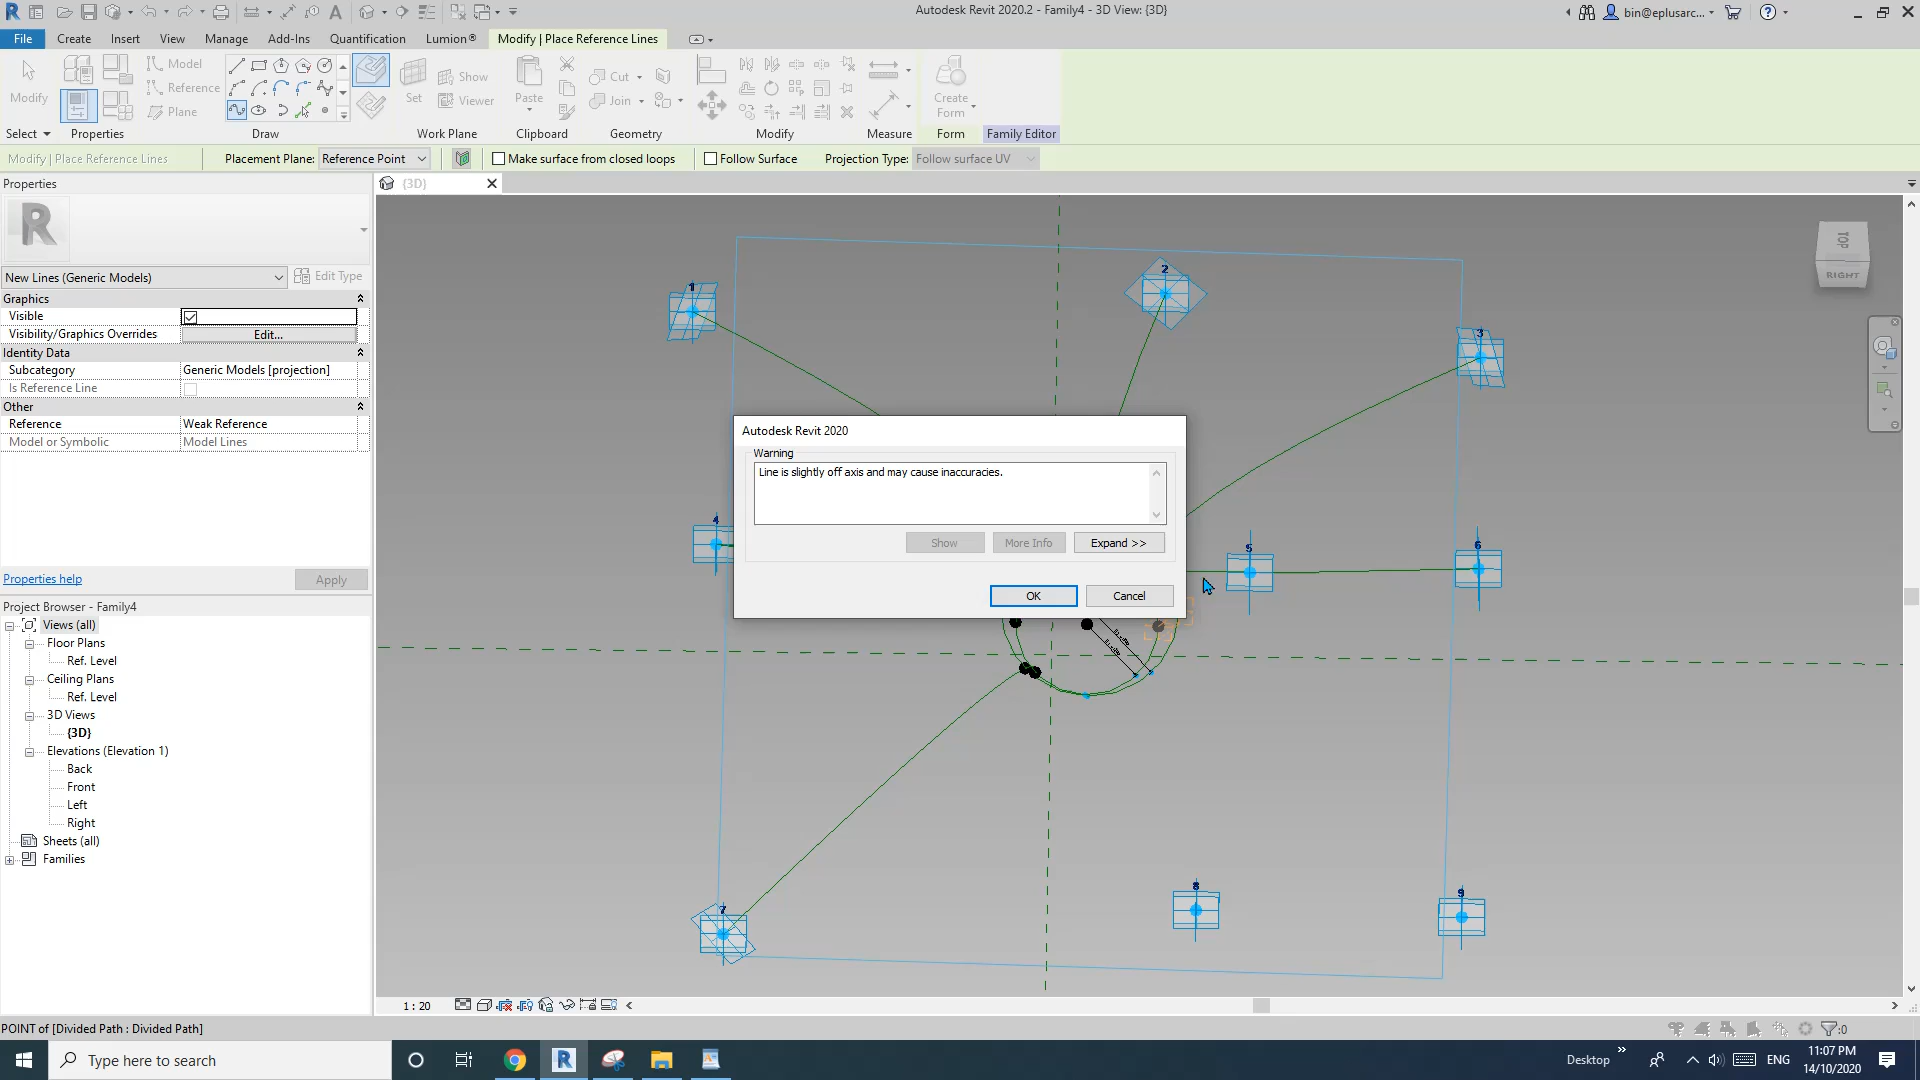 Autodesk Revit 2020.2 - Family4 - 3D View: {3D}
bin@eplusarc...
File Create Insert View Manage Add-Ins Quantification Lumion® Modify | Place Reference Lines
Modify
Model
Reference
Plane
Set
Show
Viewer
Paste
Cut
Join
Create
Form
Select Properties Draw Work Plane Clipboard Geometry Modify Measure Form Family Editor
Modify | Place Reference Lines Placement Plane: Reference Point Make surface from closed loops Follow Surface Projection Type: Follow surface UV
Properties
{3D}
New Lines (Generic Models) Edit Type
Graphics
Visible
Visibility/Graphics Overrides Edit...
Identity Data
Subcategory Generic Models [projection]
Is Reference Line
Other
Reference Weak Reference
Model or Symbolic Model Lines
Properties help Apply
Project Browser - Family4
Views (all)
Floor Plans
Ref. Level
Ceiling Plans
Ref. Level
3D Views
{3D}
Elevations (Elevation 1)
Back
Front
Left
Right
Sheets (all)
Families
TOP
RIGHT
1
2
3
4
5
6
7
8
9
Autodesk Revit 2020
Warning
Line is slightly off axis and may cause inaccuracies.
Show More Info Expand >>
OK Cancel
1 : 20
POINT of [Divided Path : Divided Path]
:0
Type here to search
Desktop
ENG
11:07 PM
14/10/2020